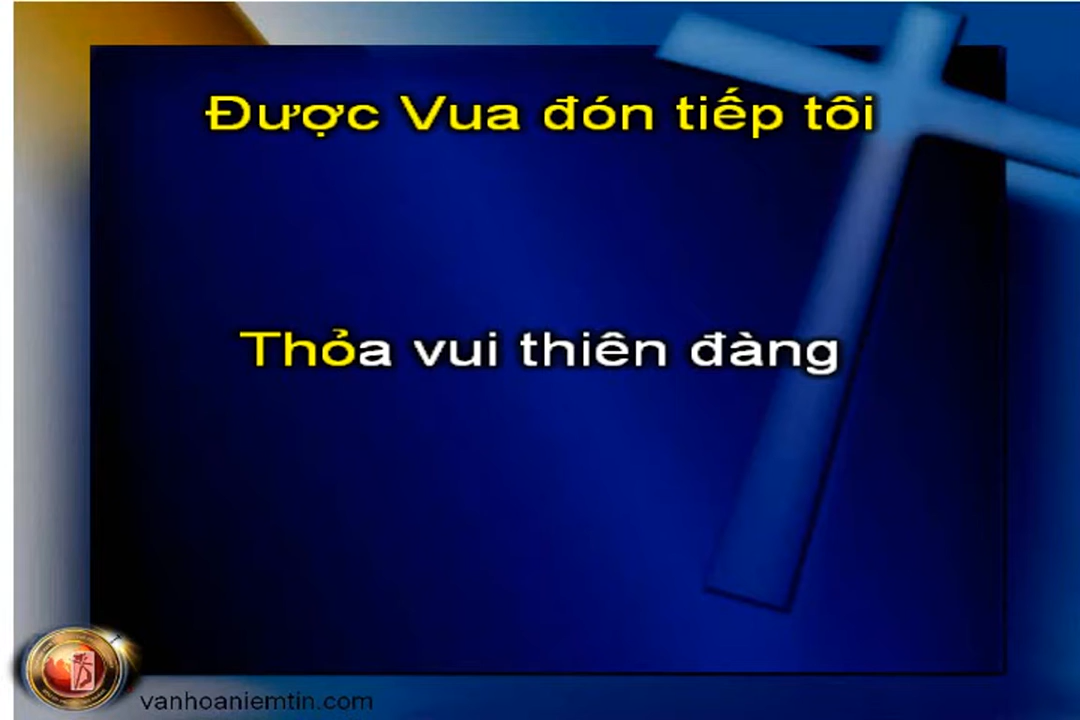 Được Vua đón tiếp tôi
Thỏa vui thiên đàng
vanhoaniemtin.com